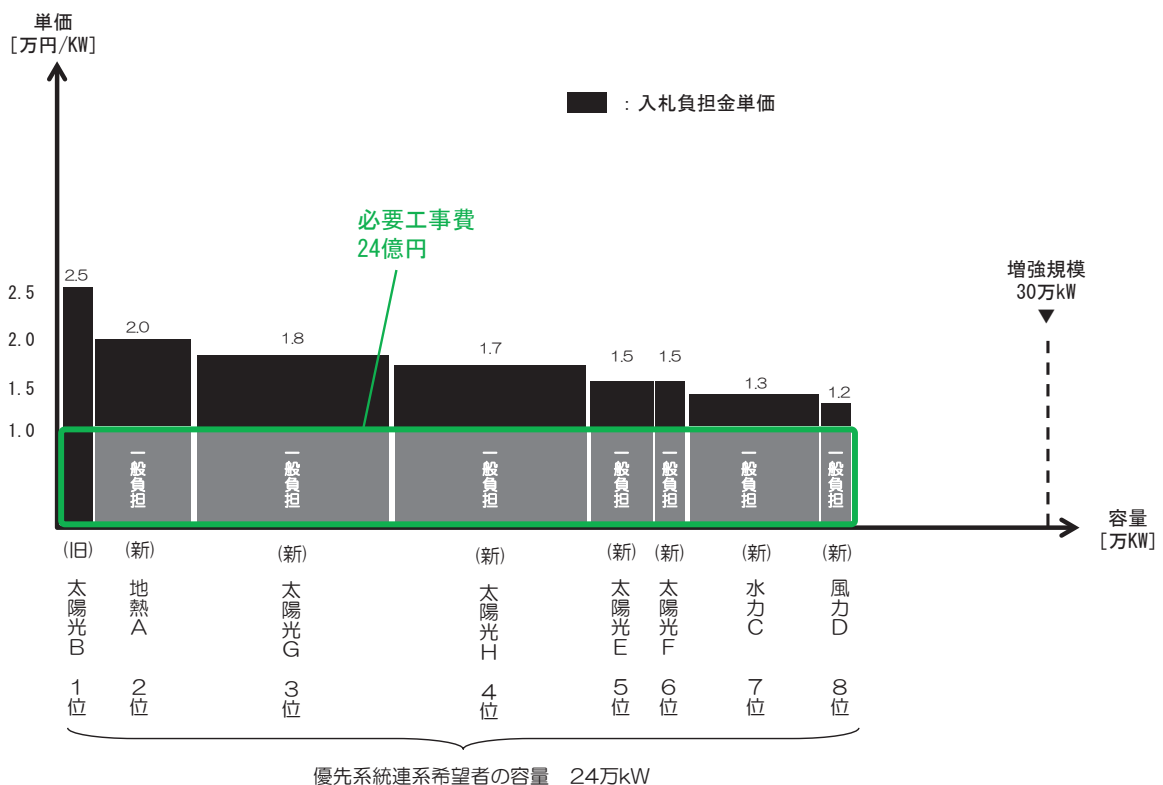 単価
[万円/KW]
：入札負担金単価
必要工事費
24億円
増強規模
30万kW
2.5
2.0
1.5
1.0
2.5
2.0
1.8
1.7
1.5
1.5
1.3
1.2
一般負担
一般負担
一般負担
一般負担
一般負担
一般負担
一般負担
容量
[万KW]
(旧)
(新)
(新)
(新)
(新)
(新)
(新)
(新)
太陽光B
地熱A
太陽光G
太陽光H
太陽光E
太陽光F
水力C
風力D
1位
2位
3位
4位
5位
6位
7位
8位
優先系統連系希望者の容量　24万kW